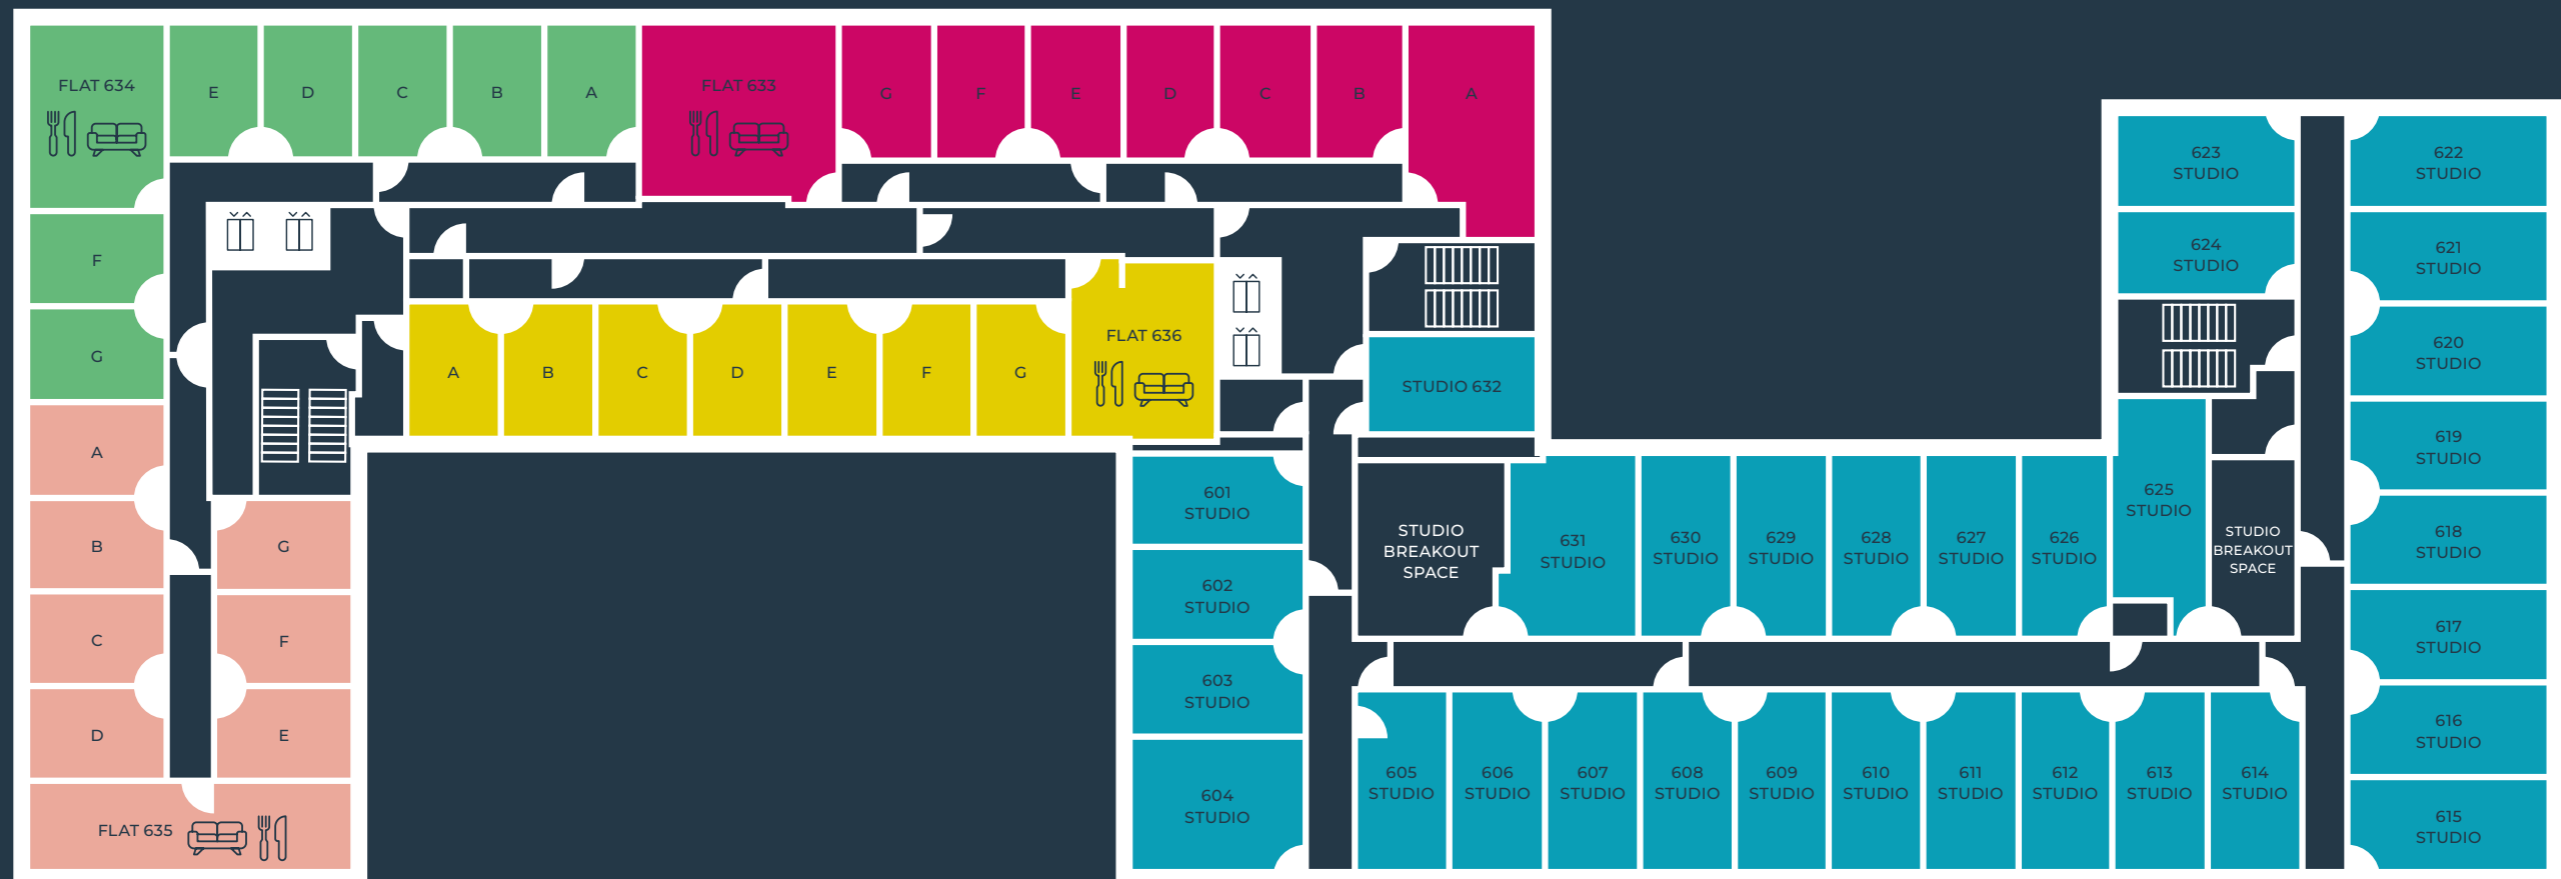 FLAT 634
E
D
C
B
A
FLAT 633
G
F
E
D
C
B
A
F
G
A
B
C
D
G
F
E
FLAT 635
A
B
C
D
E
F
G
FLAT 636
STUDIO 632
601
STUDIO
602
STUDIO
603
STUDIO
604
STUDIO
STUDIO
BREAKOUT
SPACE
631
STUDIO
630
STUDIO
629
STUDIO
628
STUDIO
627
STUDIO
626
STUDIO
625
STUDIO
STUDIO
BREAKOUT
SPACE
605
STUDIO
606
STUDIO
607
STUDIO
608
STUDIO
609
STUDIO
610
STUDIO
611
STUDIO
612
STUDIO
613
STUDIO
614
STUDIO
623
STUDIO
624
STUDIO
622
STUDIO
621
STUDIO
620
STUDIO
619
STUDIO
618
STUDIO
617
STUDIO
616
STUDIO
615
STUDIO